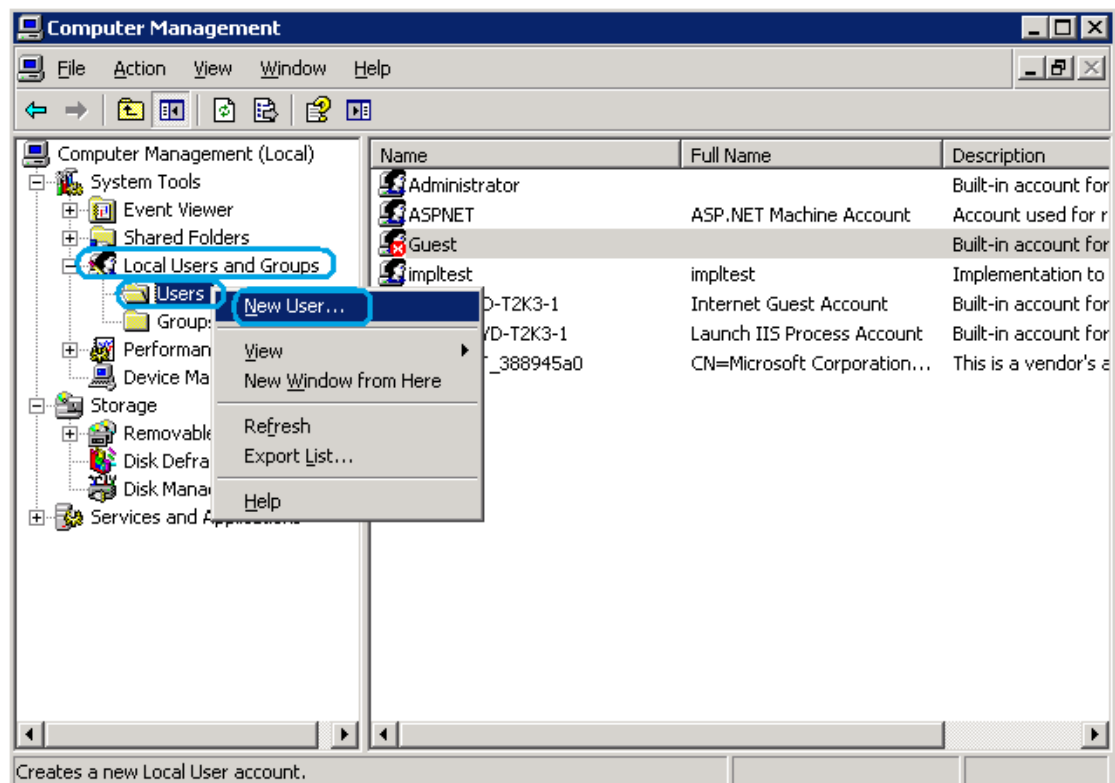 Computer Management
File Action View Window Help
Computer Management (Local)
System Tools
Event Viewer
Shared Folders
Local Users and Groups
Users
Groups
Performan
Device Ma
Storage
Removable
Disk Defra
Disk Mana
Services and
New User...
View
New Window from Here
Refresh
Export List...
Help
Name Full Name Description
Administrator Built-in account for
ASPNET ASP.NET Machine Account Account used for r
Guest Built-in account for
impltest impltest Implementation to
D-T2K3-1 Internet Guest Account Built-in account for
YD-T2K3-1 Launch IIS Process Account Built-in account for
_388945a0 CN=Microsoft Corporation... This is a vendor's a
Creates a new Local User account.